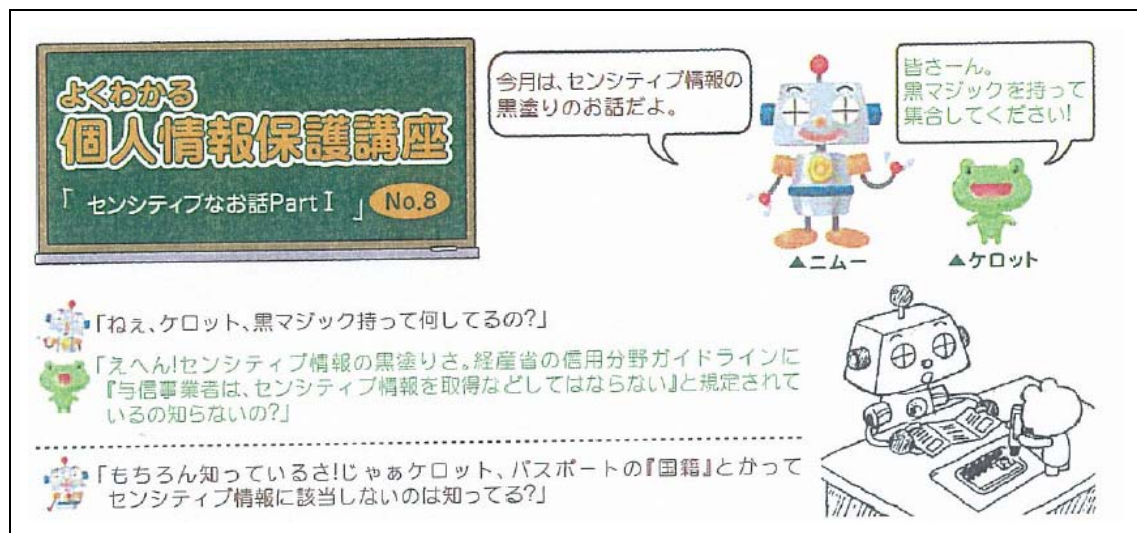 よくわかる
個人情報保護講座
「 センシティブなお話PartⅠ 」 No.8
今月は、センシティブ情報の
黒塗りのお話だよ。
皆さーん。
黒マジックを持って
集合してください!
▲ニムー
▲ケロット
「ねぇ、ケロット、黒マジック持って何してるの?」
「えへん!センシティブ情報の黒塗りさ。経産省の信用分野ガイドラインに
『与信事業者は、センシティブ情報を取得などしてはならない』と規定されて
いるの知らないの?」
「もちろん知っているさ!じゃぁケロット、パスポートの『国籍』とかって
センシティブ情報に該当しないのは知ってる?」